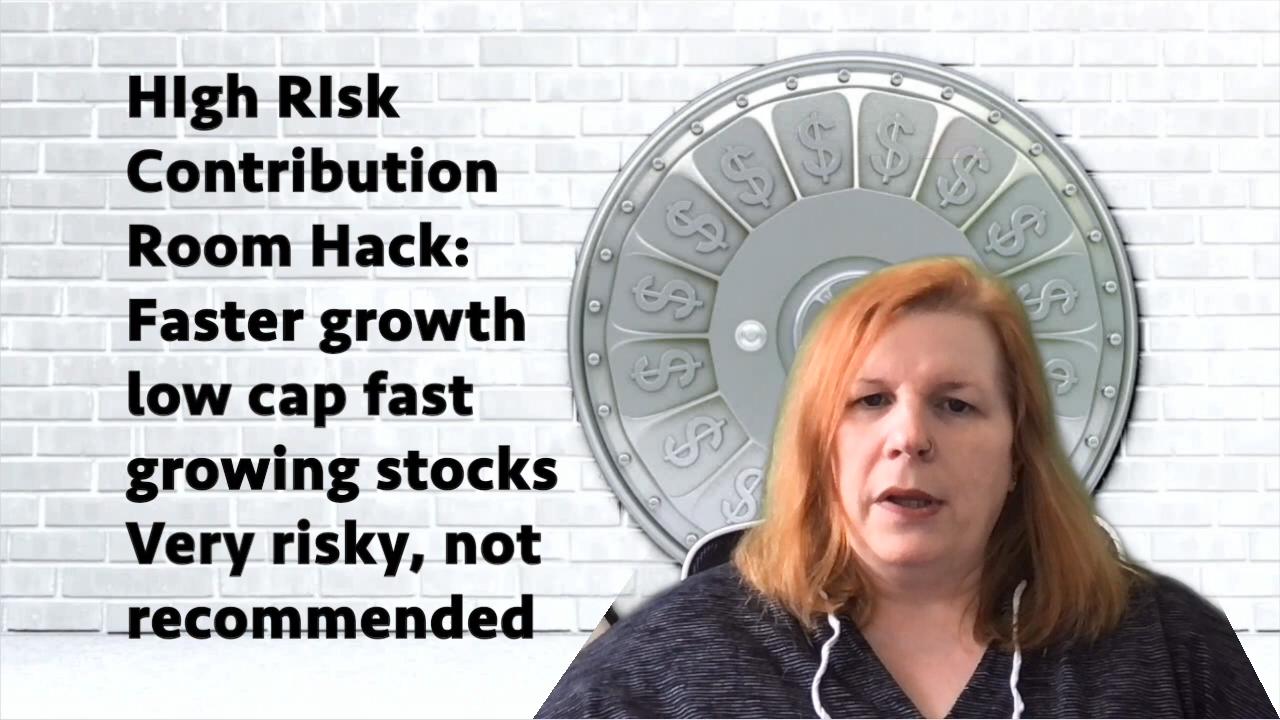 HIgh RIsk
Contribution
Room Hack:
Faster growth
low cap fast
growing stocks
Very risky, not
recommended